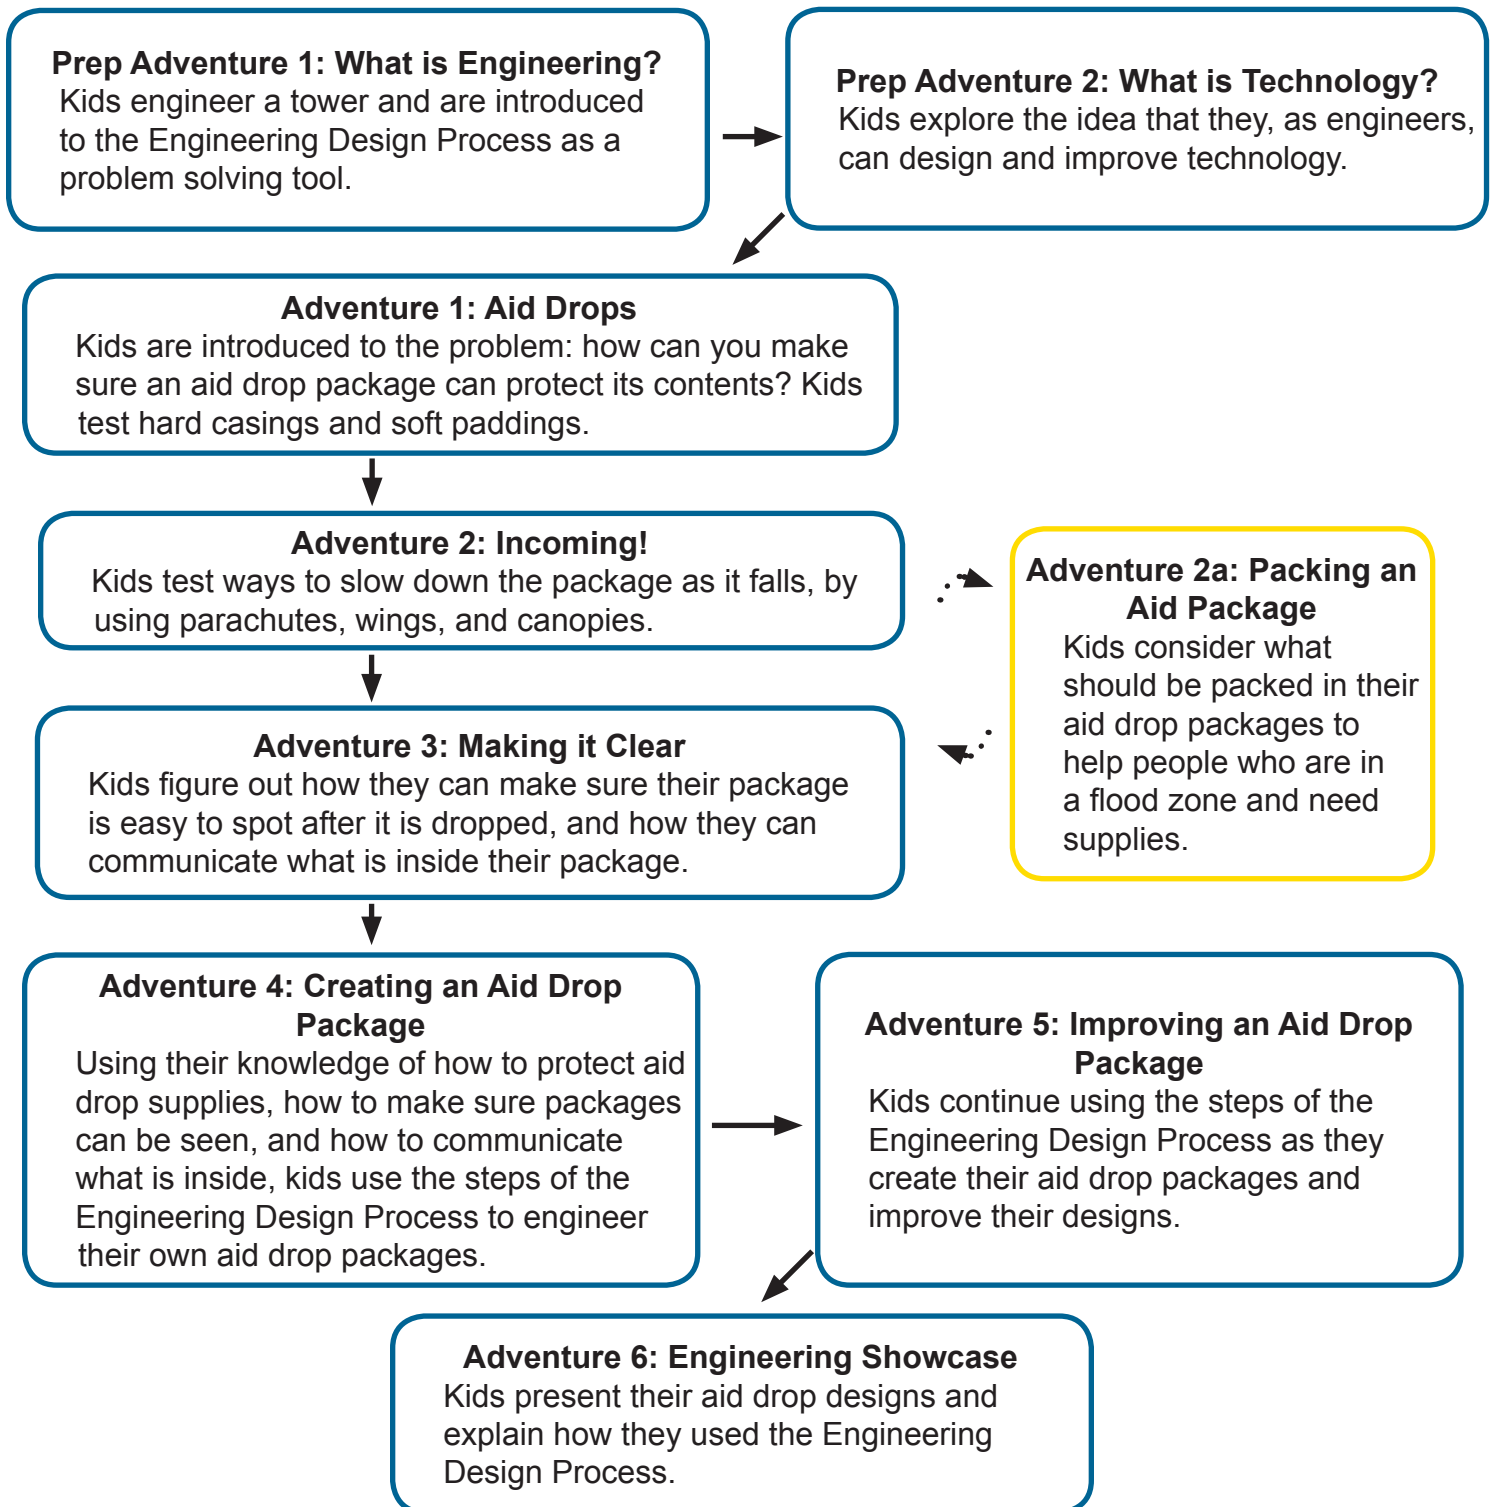 Prep Adventure 1: What is Engineering?
Kids engineer a tower and are introduced
to the Engineering Design Process as a
problem solving tool.
Prep Adventure 2: What is Technology?
Kids explore the idea that they, as engineers,
can design and improve technology.
Adventure 1: Aid Drops
Kids are introduced to the problem: how can you make
sure an aid drop package can protect its contents? Kids
test hard casings and soft paddings.
Adventure 2: Incoming!
Kids test ways to slow down the package as it falls, by
using parachutes, wings, and canopies.
Adventure 2a: Packing an
Aid Package
Kids consider what
should be packed in their
aid drop packages to
help people who are in
a flood zone and need
supplies.
Adventure 3: Making it Clear
Kids figure out how they can make sure their package
is easy to spot after it is dropped, and how they can
communicate what is inside their package.
Adventure 4: Creating an Aid Drop
Package
Using their knowledge of how to protect aid
drop supplies, how to make sure packages
can be seen, and how to communicate
what is inside, kids use the steps of the
Engineering Design Process to engineer
their own aid drop packages.
Adventure 5: Improving an Aid Drop
Package
Kids continue using the steps of the
Engineering Design Process as they
create their aid drop packages and
improve their designs.
Adventure 6: Engineering Showcase
Kids present their aid drop designs and
explain how they used the Engineering
Design Process.